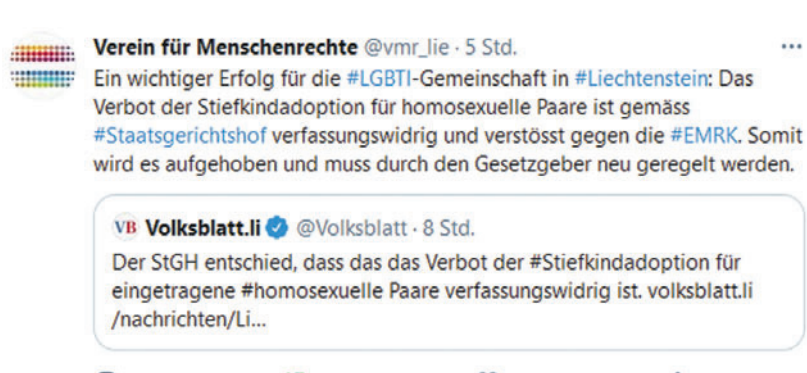 Verein für Menschenrechte @vmr_lie · 5 Std.
Ein wichtiger Erfolg für die #LGBTI-Gemeinschaft in #Liechtenstein: Das
Verbot der Stiefkindadoption für homosexuelle Paare ist gemäss
#Staatsgerichtshof verfassungswidrig und verstösst gegen die #EMRK. Somit
wird es aufgehoben und muss durch den Gesetzgeber neu geregelt werden.
VB Volksblatt.li @Volksblatt · 8 Std.
Der StGH entschied, dass das das Verbot der #Stiefkindadoption für
eingetragene #homosexuelle Paare verfassungswidrig ist. volksblatt.li
/nachrichten/Li...